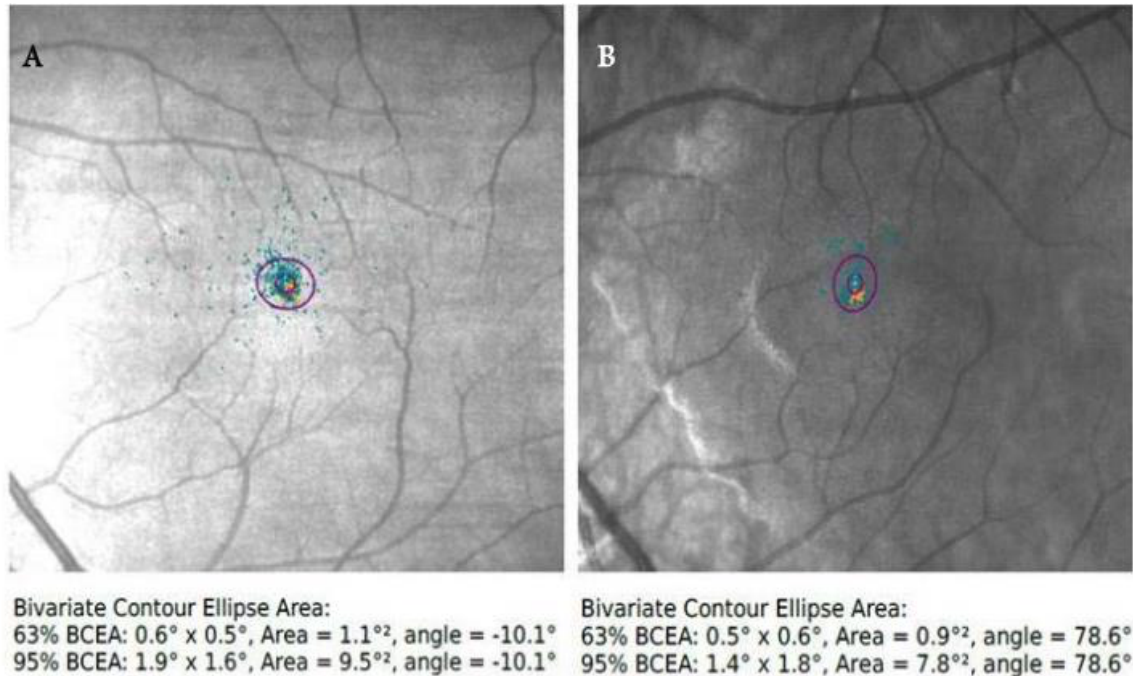 A
B
Bivariate Contour Ellipse Area:
63% BCEA: 0.6° x 0.5°, Area = 1.1°², angle = -10.1°
95% BCEA: 1.9° x 1.6°, Area = 9.5°², angle = -10.1°
Bivariate Contour Ellipse Area:
63% BCEA: 0.5° x 0.6°, Area = 0.9°², angle = 78.6°
95% BCEA: 1.4° x 1.8°, Area = 7.8°², angle = 78.6°